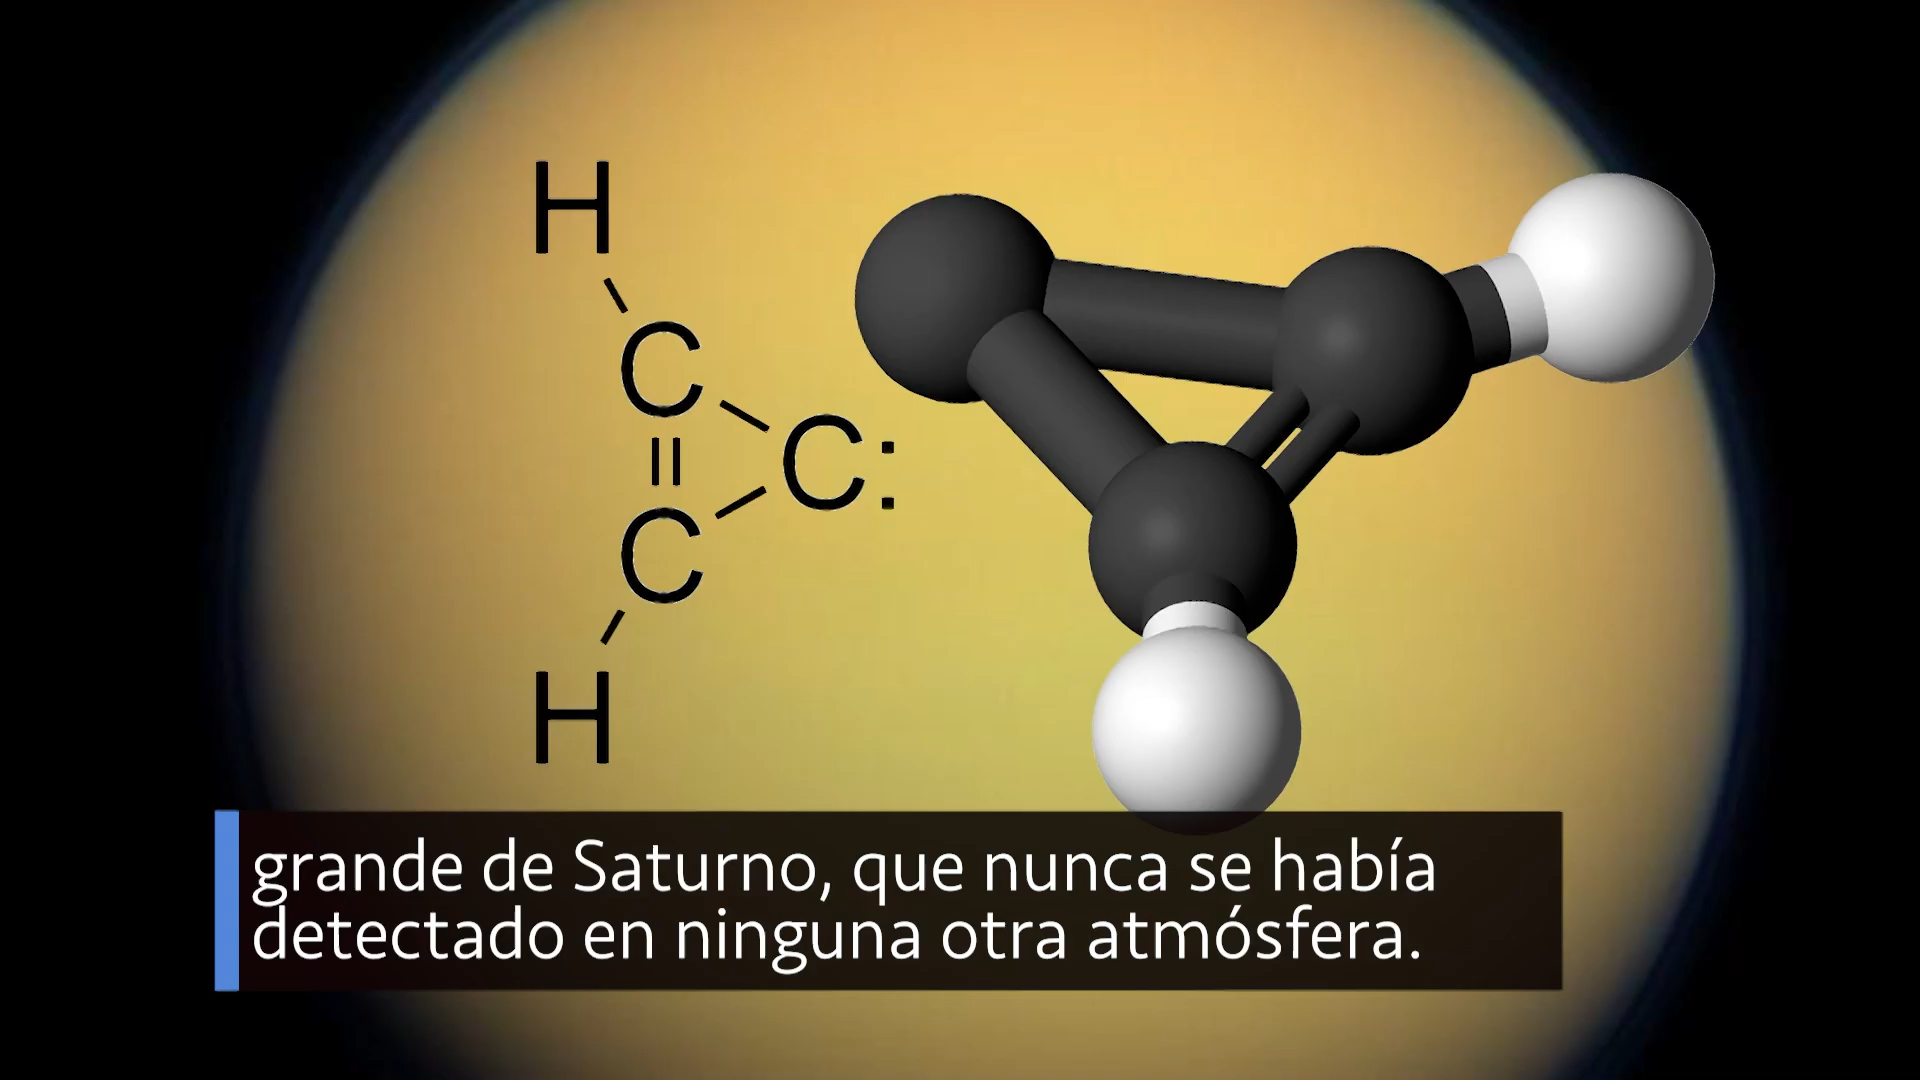 H
C
C:
C
H
grande de Saturno, que nunca se había
detectado en ninguna otra atmósfera.